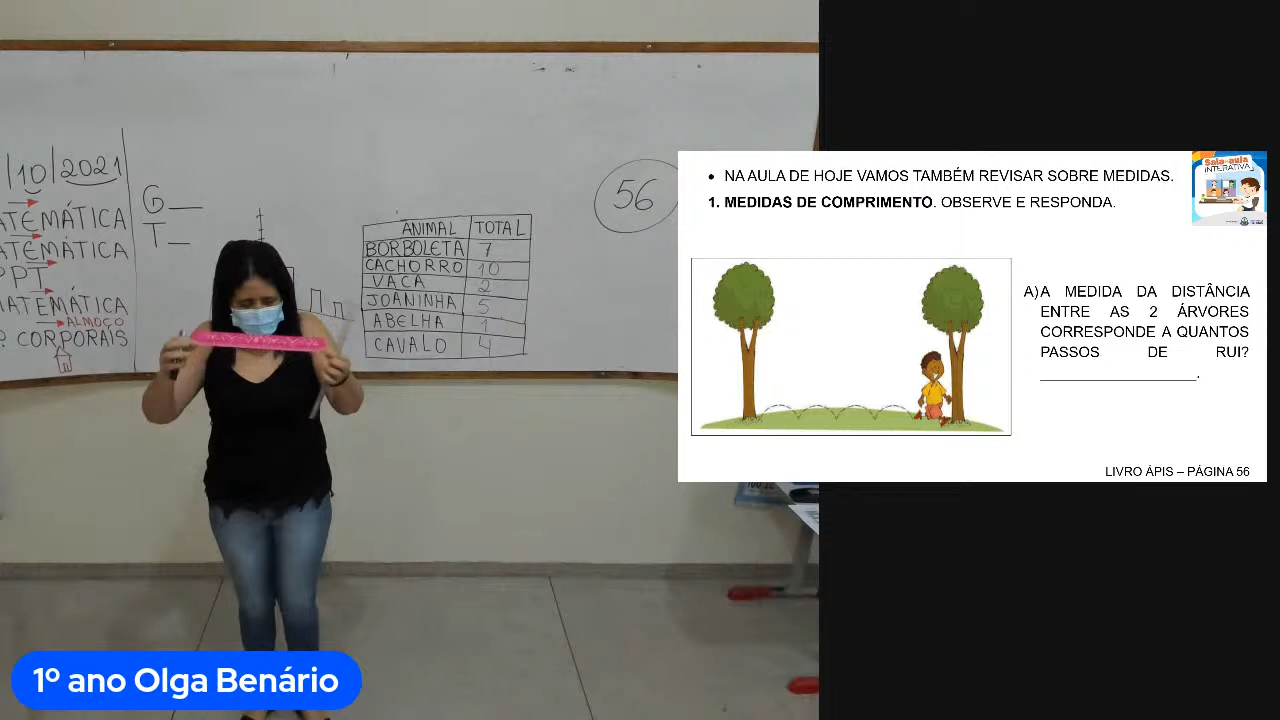 /10/2021
ATEMÁTICA
ATEMÁTICA
PPT
MATEMÁTICA
ALMOÇO
? CORPORAIS
G
T
ANIMAL TOTAL
BORBOLETA 7
CACHORRO 10
VACA 2
JOANINHA 5
ABELHA 1
CAVALO 4
56
• NA AULA DE HOJE VAMOS TAMBÉM REVISAR SOBRE MEDIDAS.
1. MEDIDAS DE COMPRIMENTO. OBSERVE E RESPONDA.
Sala de aula
INTERATIVA
A) A MEDIDA DA DISTÂNCIA
ENTRE AS 2 ÁRVORES
CORRESPONDE A QUANTOS
PASSOS DE RUI?
LIVRO ÁPIS – PÁGINA 56
1º ano Olga Benário